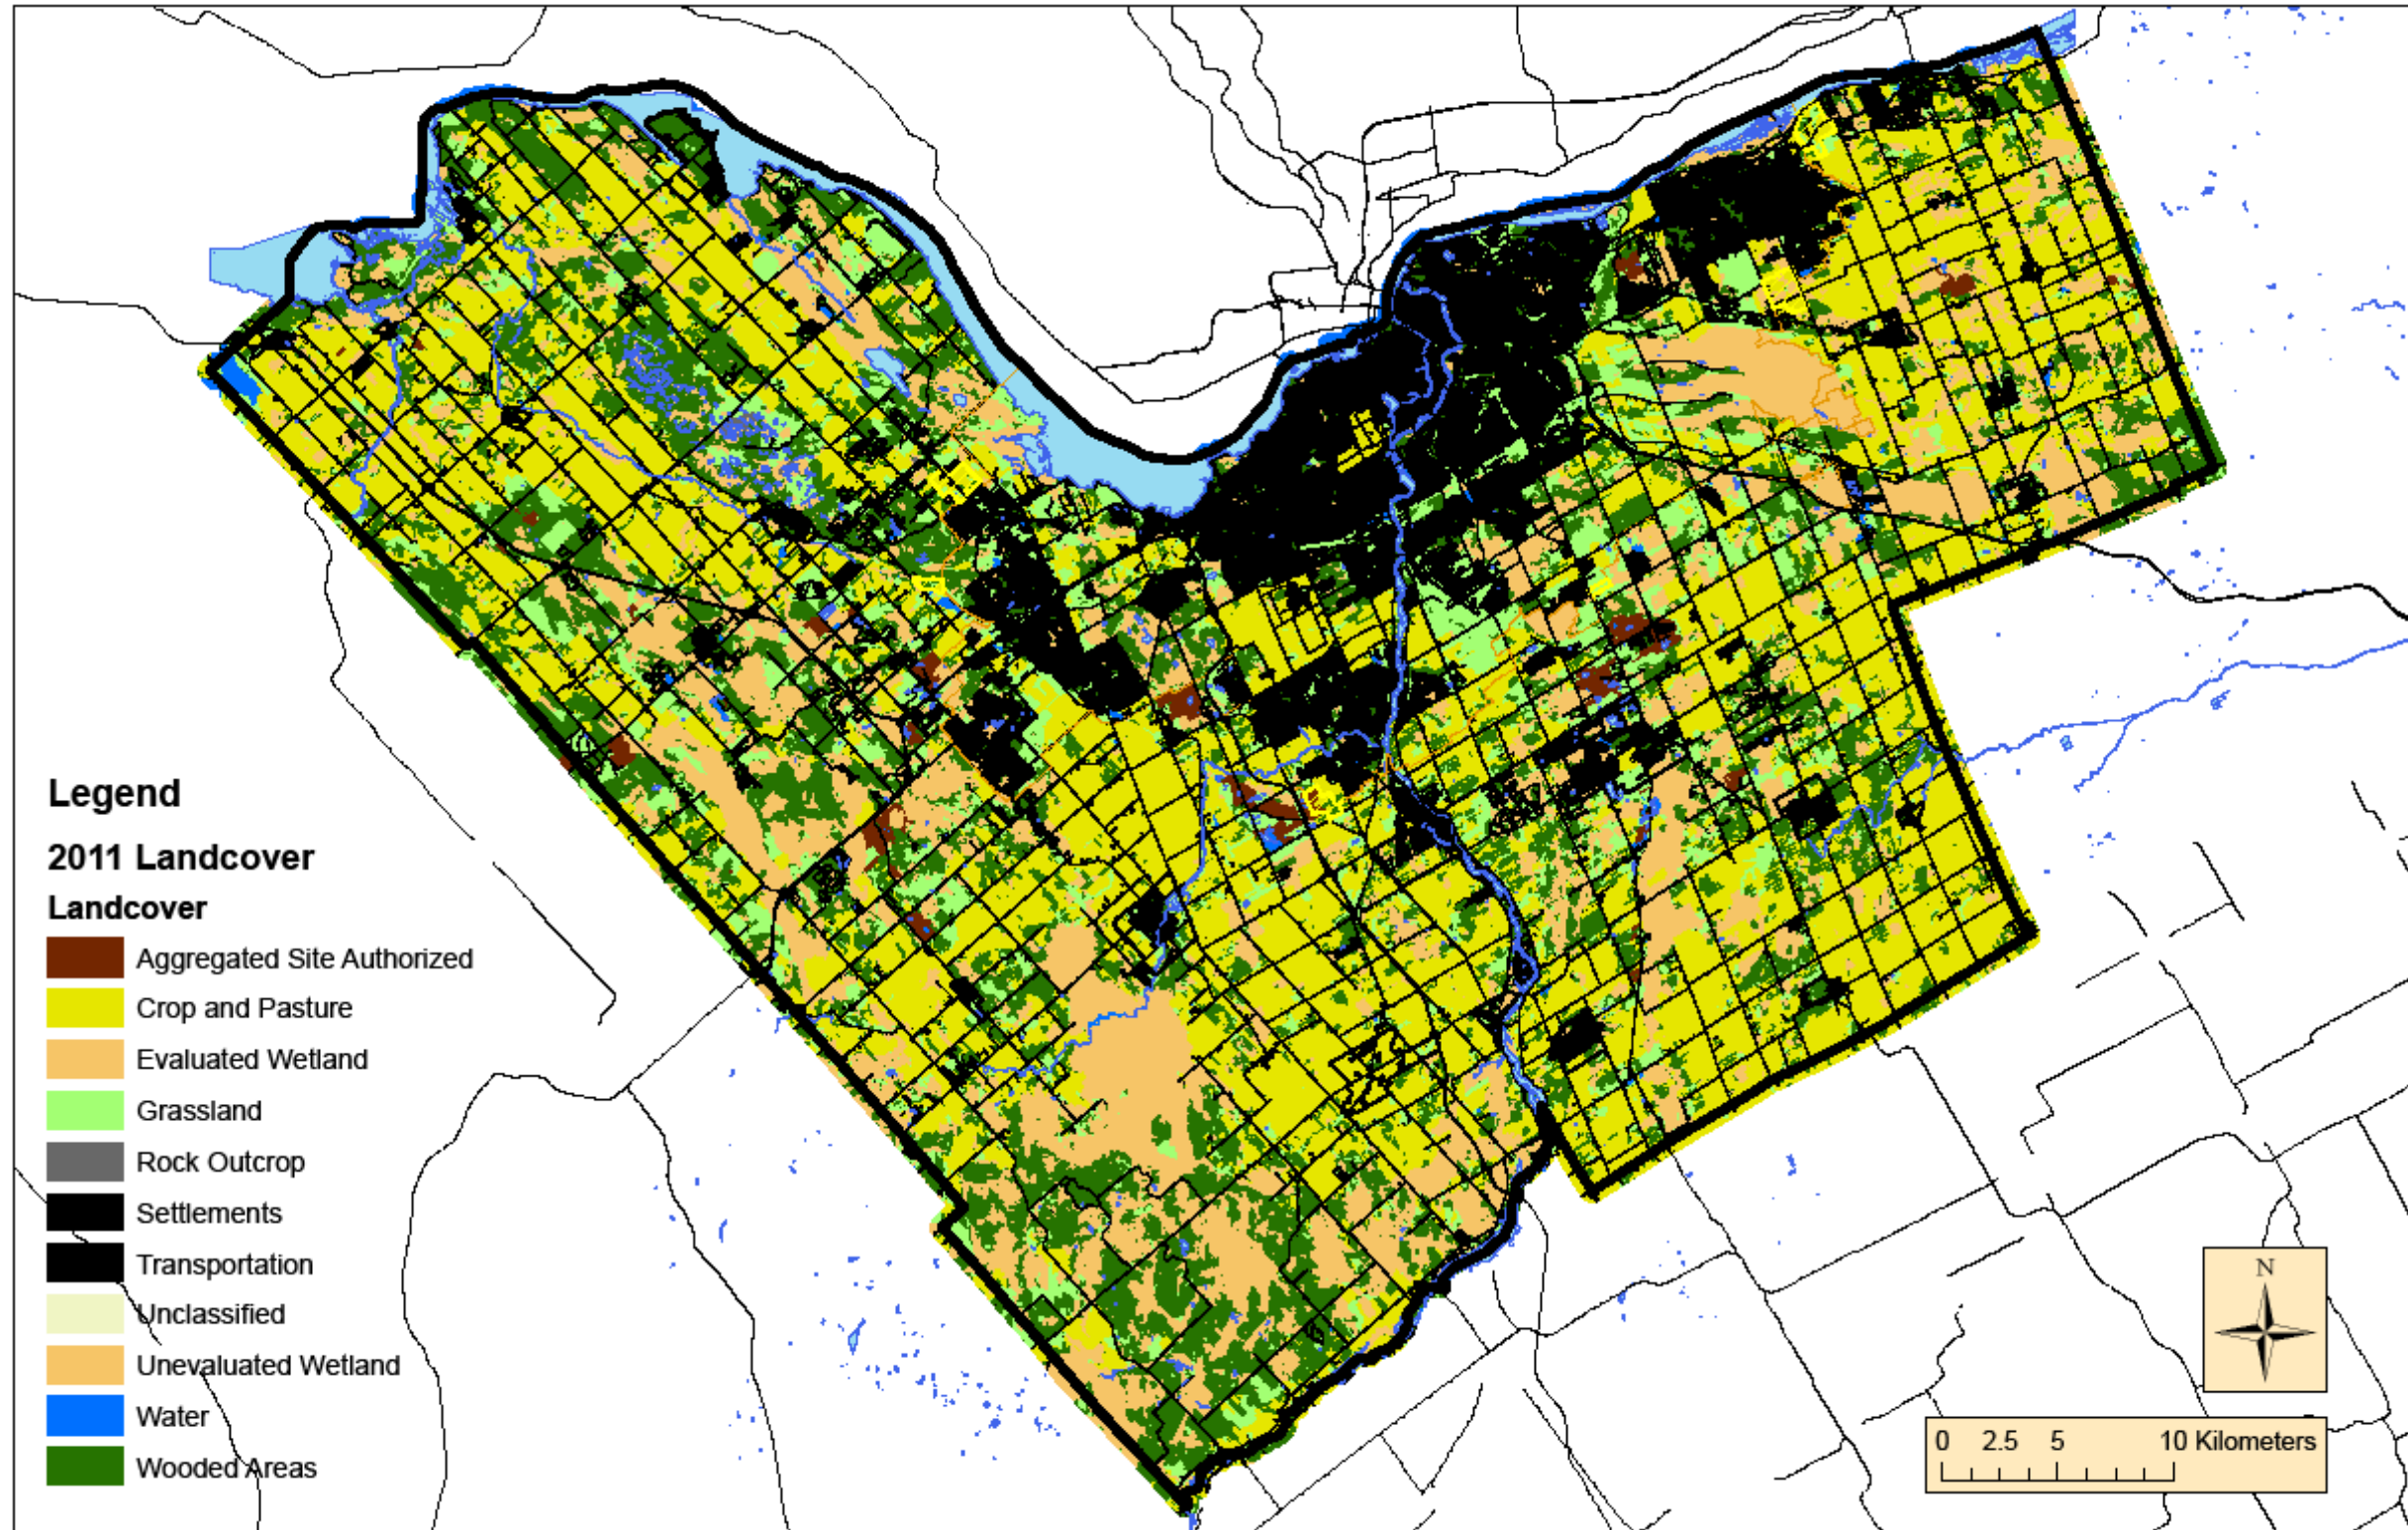 Legend
2011 Landcover
Landcover
Aggregated Site Authorized
Crop and Pasture
Evaluated Wetland
Grassland
Rock Outcrop
Settlements
Transportation
Unclassified
Unevaluated Wetland
Water
Wooded Areas
N
0 2.5 5 10 Kilometers